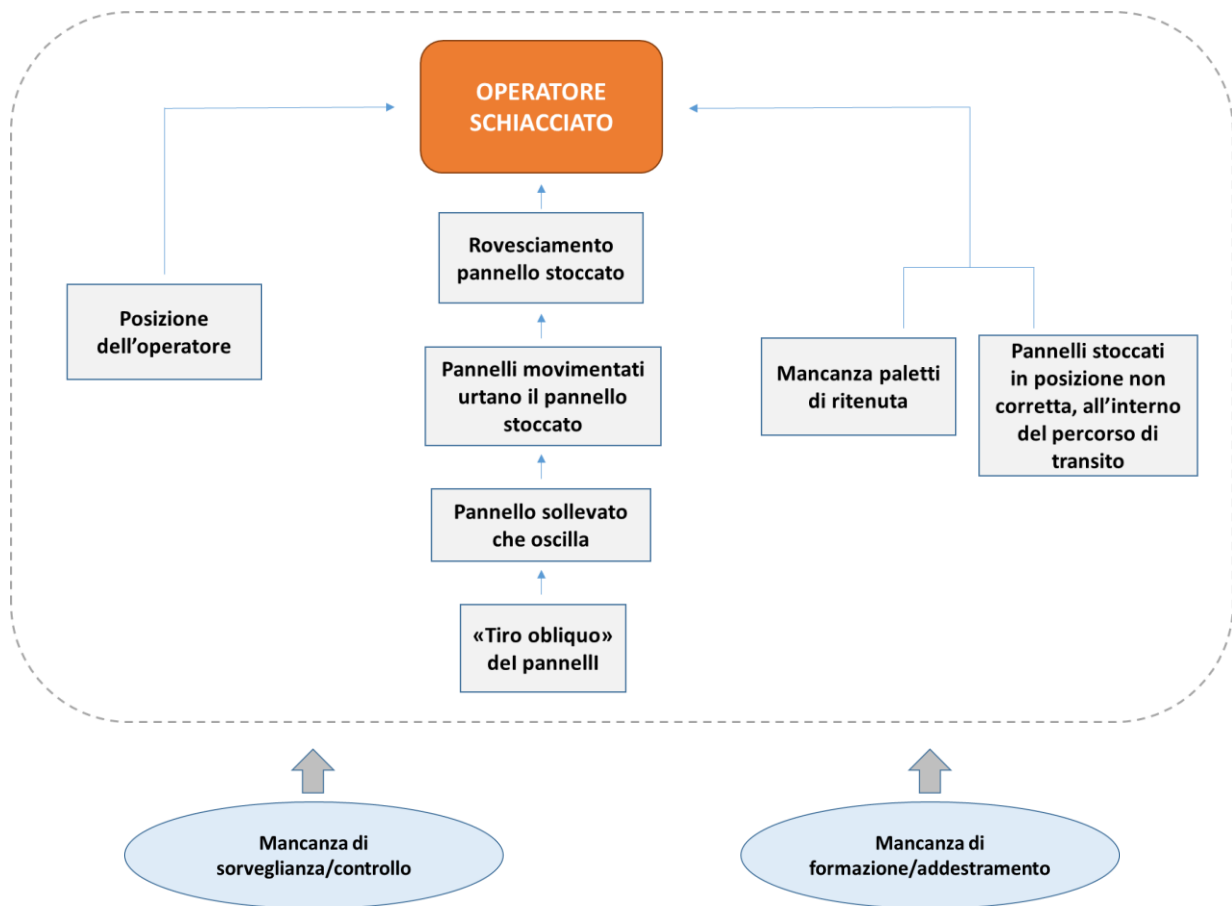 OPERATORE
SCHIACCIATO
Rovesciamento
pannello stoccato
Posizione
dell’operatore
Pannelli movimentati
urtano il pannello
stoccato
Mancanza paletti
di ritenuta
Pannelli stoccati
in posizione non
corretta, all’interno
del percorso di
transito
Pannello sollevato
che oscilla
«Tiro obliquo»
deI pannellI
Mancanza di
sorveglianza/controllo
Mancanza di
formazione/addestramento